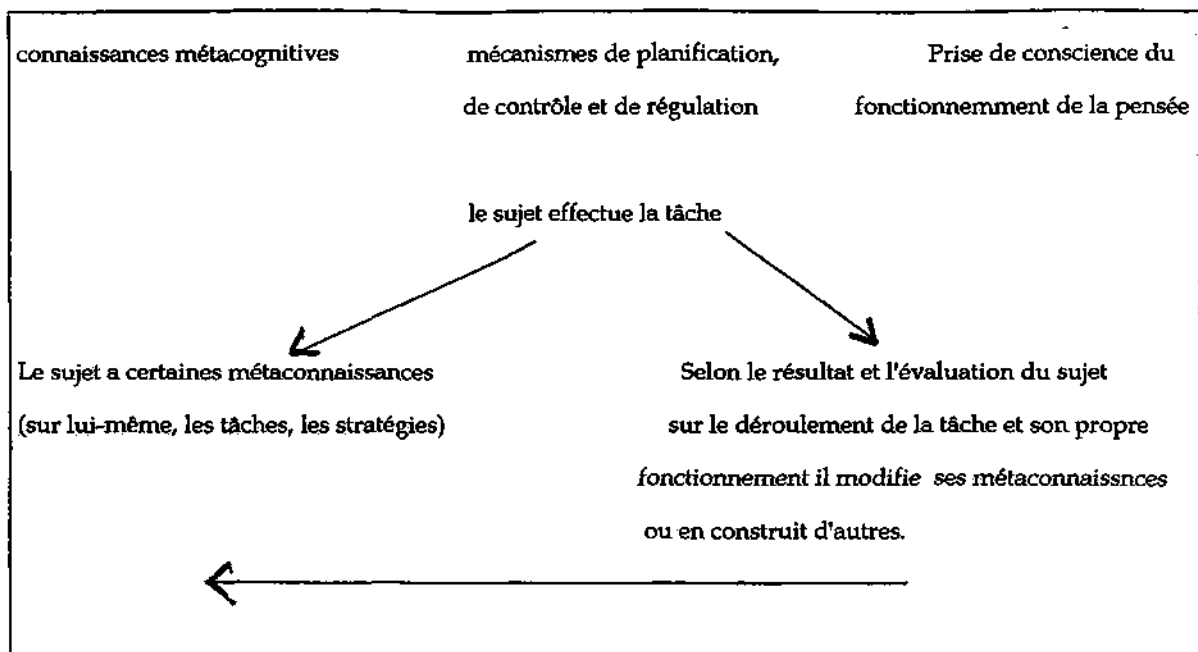 connaissances métacognitives
mécanismes de planification,
de contrôle et de régulation
Prise de conscience du
fonctionnemment de la pensée
le sujet effectue la tâche
Le sujet a certaines métaconnaissances
(sur lui-même, les tâches, les stratégies)
Selon le résultat et l'évaluation du sujet
sur le déroulement de la tâche et son propre
fonctionnement il modifie ses métaconnaissnces
ou en construit d'autres.